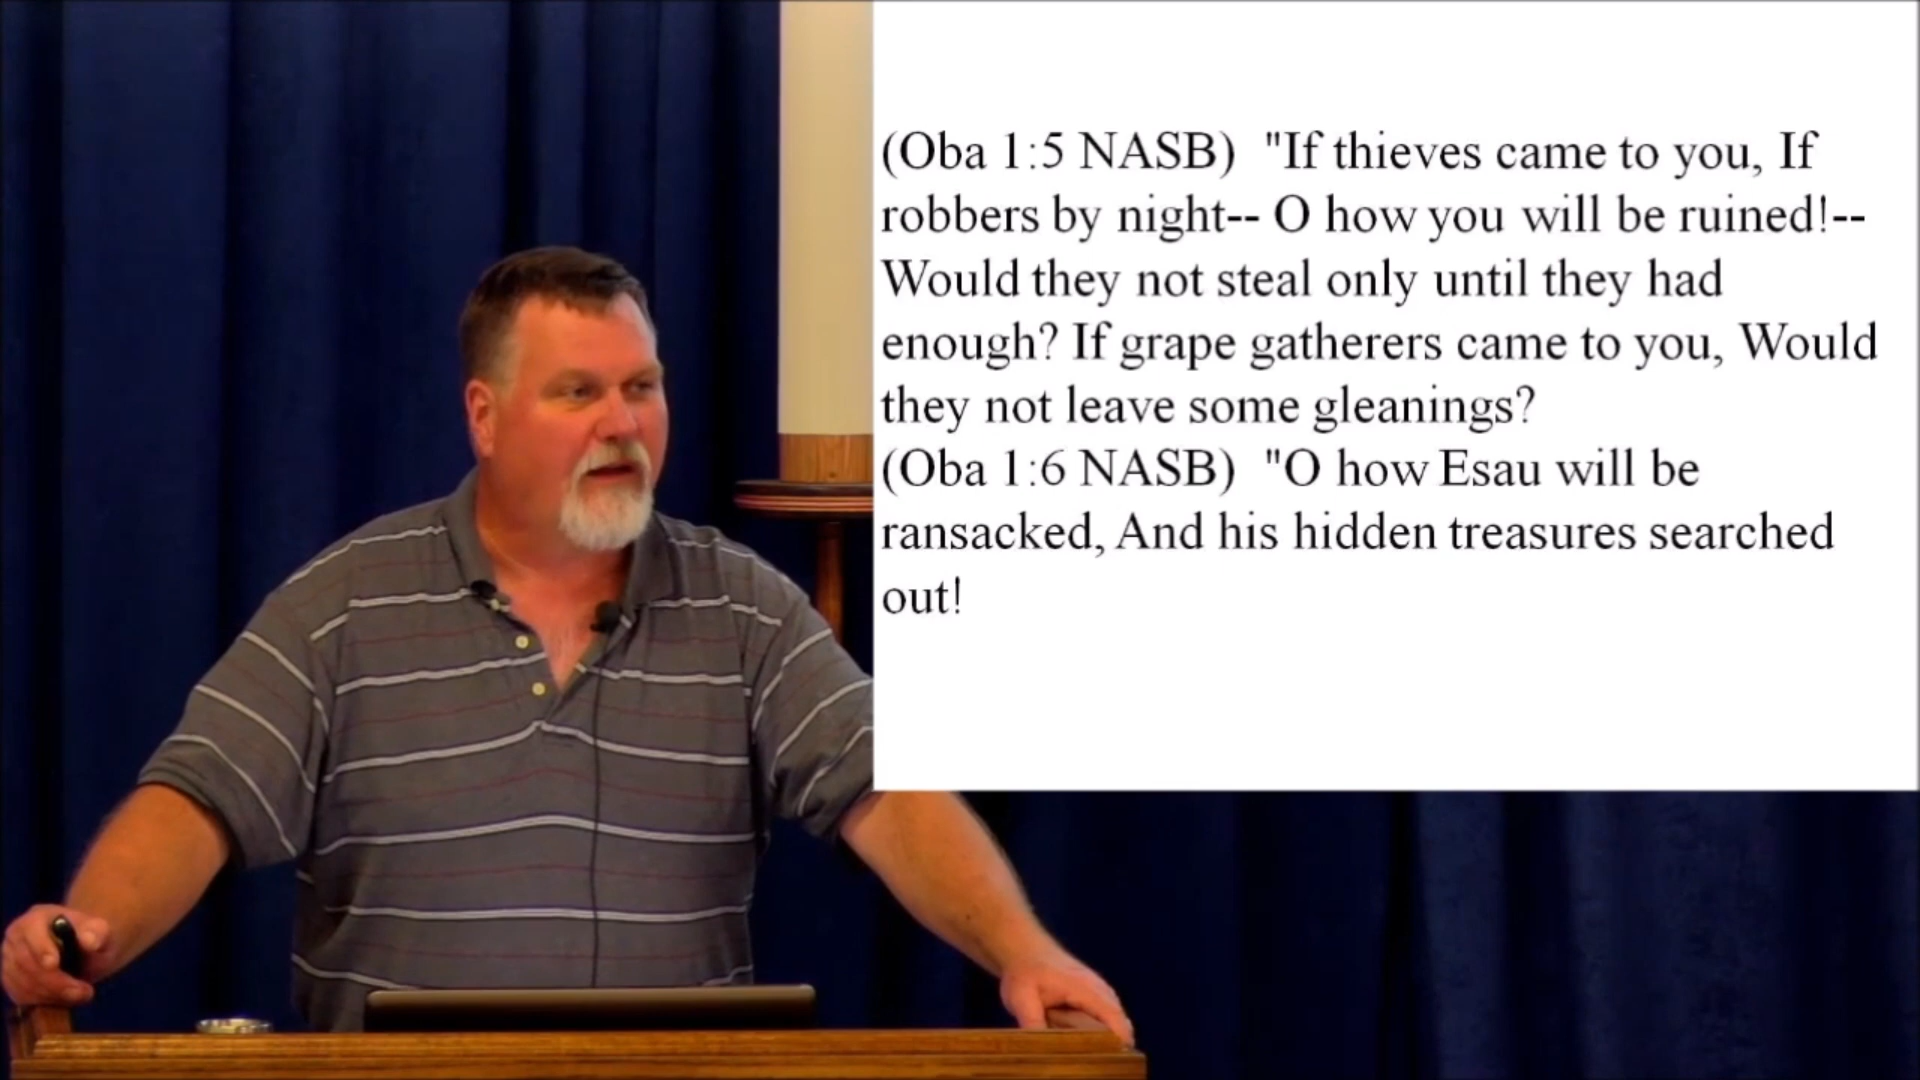 (Oba 1:5 NASB)  "If thieves came to you, If
robbers by night-- O how you will be ruined!--
Would they not steal only until they had
enough? If grape gatherers came to you, Would
they not leave some gleanings?
(Oba 1:6 NASB)  "O how Esau will be
ransacked, And his hidden treasures searched
out!